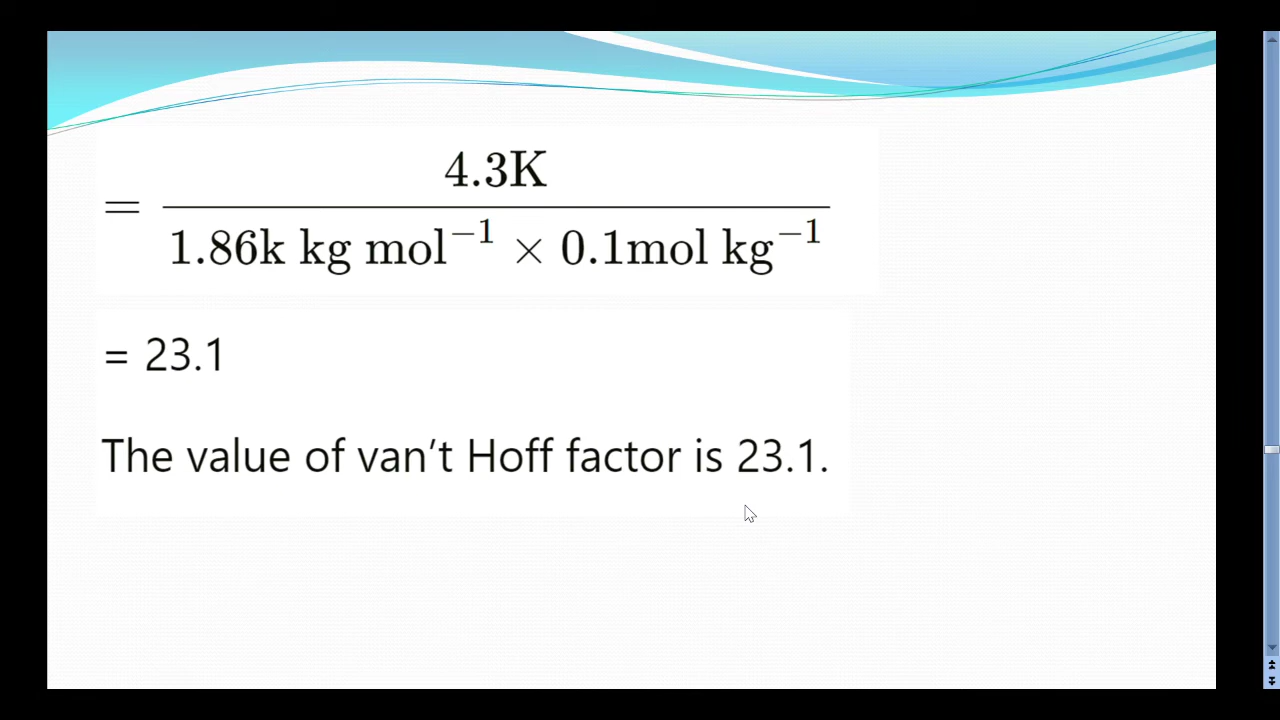 = 4.3K / 1.86k kg mol⁻¹ × 0.1mol kg⁻¹
= 23.1
The value of van’t Hoff factor is 23.1.